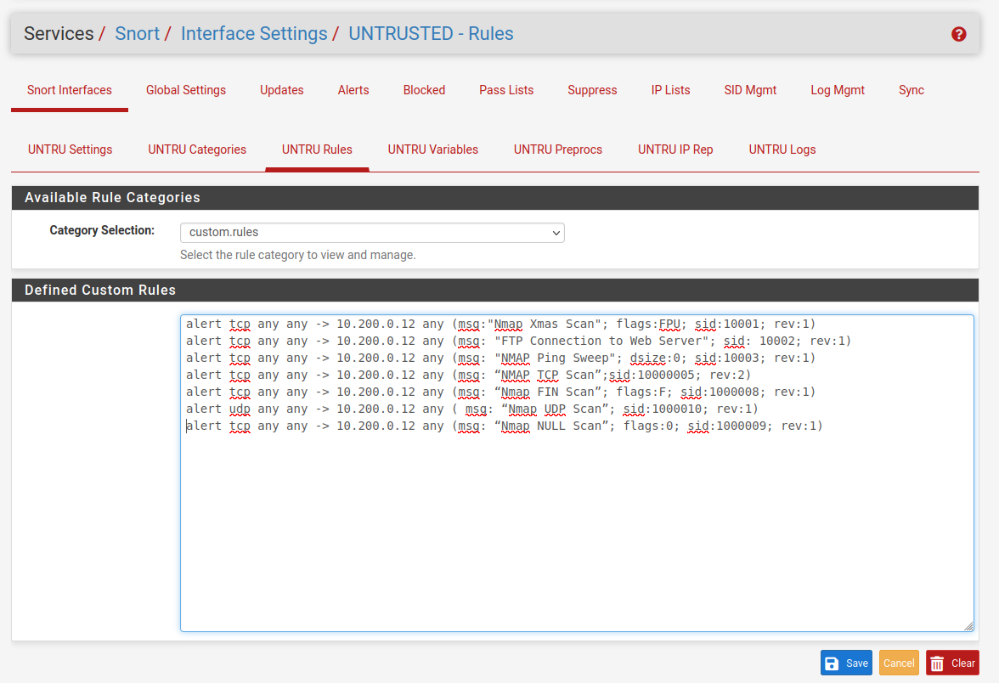 Services / Snort / Interface Settings / UNTRUSTED - Rules
Snort Interfaces Global Settings Updates Alerts Blocked Pass Lists Suppress IP Lists SID Mgmt Log Mgmt Sync
UNTRU Settings UNTRU Categories UNTRU Rules UNTRU Variables UNTRU Preprocs UNTRU IP Rep UNTRU Logs
Available Rule Categories
Category Selection: custom.rules
Select the rule category to view and manage.
Defined Custom Rules
alert tcp any any -> 10.200.0.12 any (msg:"Nmap Xmas Scan"; flags:FPU; sid:10001; rev:1)
alert tcp any any -> 10.200.0.12 any (msg: "FTP Connection to Web Server"; sid: 10002; rev:1)
alert tcp any any -> 10.200.0.12 any (msg: "NMAP Ping Sweep"; dsize:0; sid:10003; rev:1)
alert tcp any any -> 10.200.0.12 any (msg: “NMAP TCP Scan”;sid:10000005; rev:2)
alert tcp any any -> 10.200.0.12 any (msg: “Nmap FIN Scan”; flags:F; sid:1000008; rev:1)
alert udp any any -> 10.200.0.12 any ( msg: “Nmap UDP Scan”; sid:1000010; rev:1)
alert tcp any any -> 10.200.0.12 any (msg: “Nmap NULL Scan”; flags:0; sid:1000009; rev:1)
Save Cancel Clear